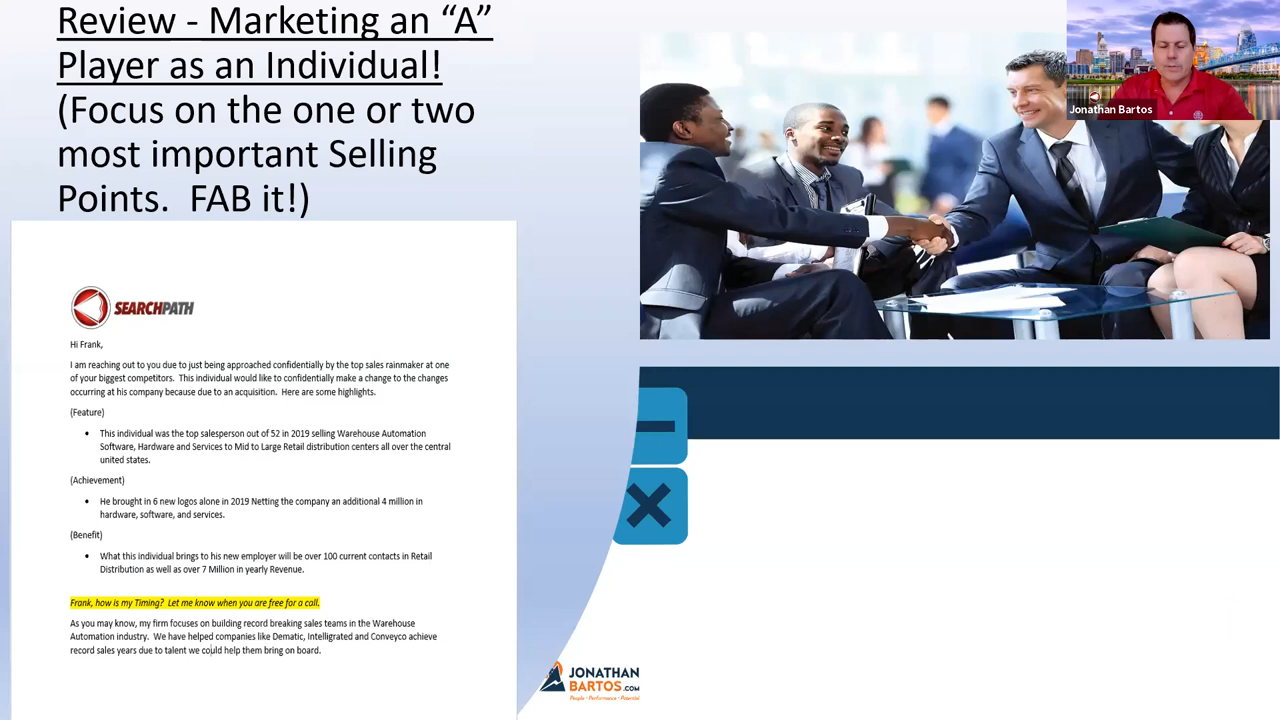 Review - Marketing an “A”
Player as an Individual!
(Focus on the one or two
most important Selling
Points.  FAB it!)
Jonathan Bartos
SEARCHPATH
Hi Frank,
I am reaching out to you due to just being approached confidentially by the top sales rainmaker at one
of your biggest competitors.  This individual would like to confidentially make a change to the changes
occurring at his company because due to an acquisition.  Here are some highlights.
(Feature)
• This individual was the top salesperson out of 52 in 2019 selling Warehouse Automation
Software, Hardware and Services to Mid to Large Retail distribution centers all over the central
united states.
(Achievement)
• He brought in 6 new logos alone in 2019 Netting the company an additional 4 million in
hardware, software, and services.
(Benefit)
• What this individual brings to his new employer will be over 100 current contacts in Retail
Distribution as well as over 7 Million in yearly Revenue.
Frank, how is my Timing?  Let me know when you are free for a call.
As you may know, my firm focuses on building record breaking sales teams in the Warehouse
Automation industry.  We have helped companies like Dematic, Intelligrated and Conveyco achieve
record sales years due to talent we could help them bring on board.
JONATHAN
BARTOS.COM
People - Performance - Potential